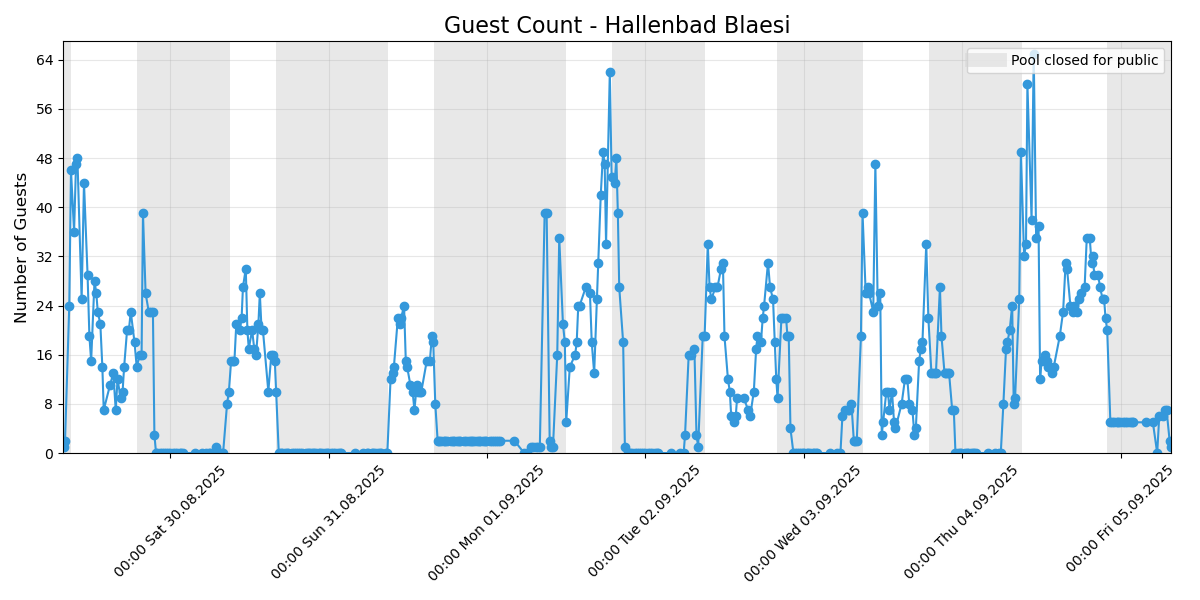 Guest Count - Hallenbad Blaesi
Pool closed for public
Number of Guests
64
56
48
40
32
24
16
8
0
00:00 Sat 30.08.2025
00:00 Sun 31.08.2025
00:00 Mon 01.09.2025
00:00 Tue 02.09.2025
00:00 Wed 03.09.2025
00:00 Thu 04.09.2025
00:00 Fri 05.09.2025